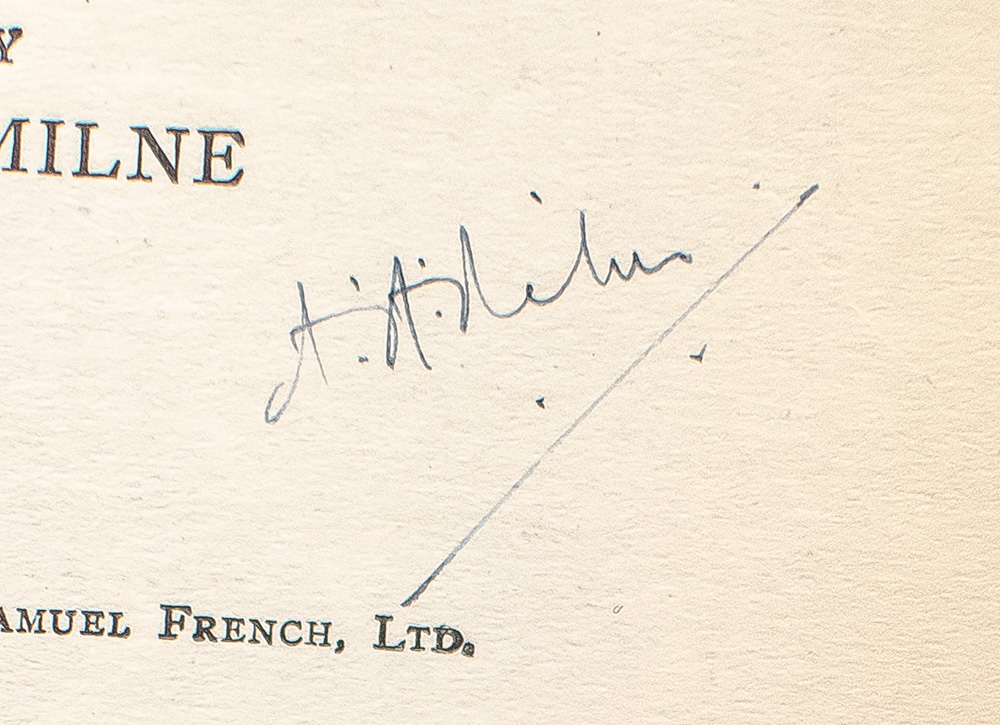 Y
MILNE
A. A. Milne
AMUEL FRENCH, LTD.